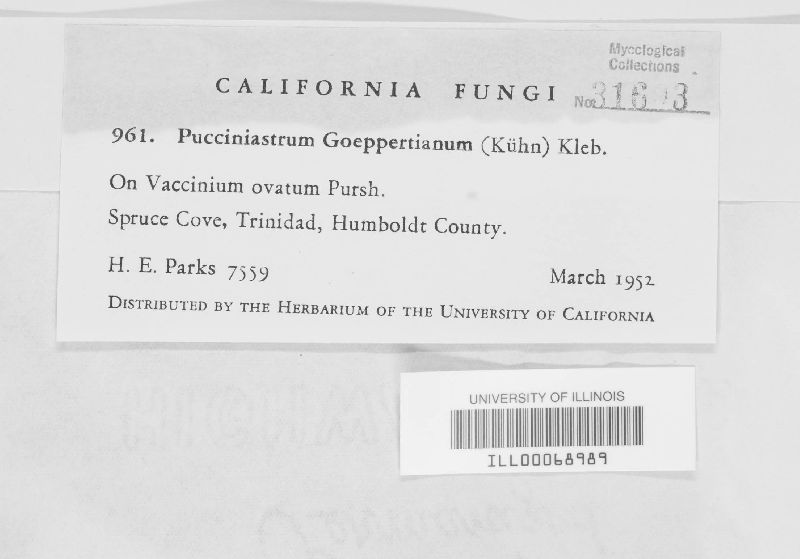 Mycological
Collections
CALIFORNIA FUNGI
No.
961. Pucciniastrum Goeppertianum (Kühn) Kleb.
On Vaccinium ovatum Pursh.
Spruce Cove, Trinidad, Humboldt County.
H. E. Parks 7559 March 1952
DISTRIBUTED BY THE HERBARIUM OF THE UNIVERSITY OF CALIFORNIA
UNIVERSITY OF ILLINOIS
ILL00068989